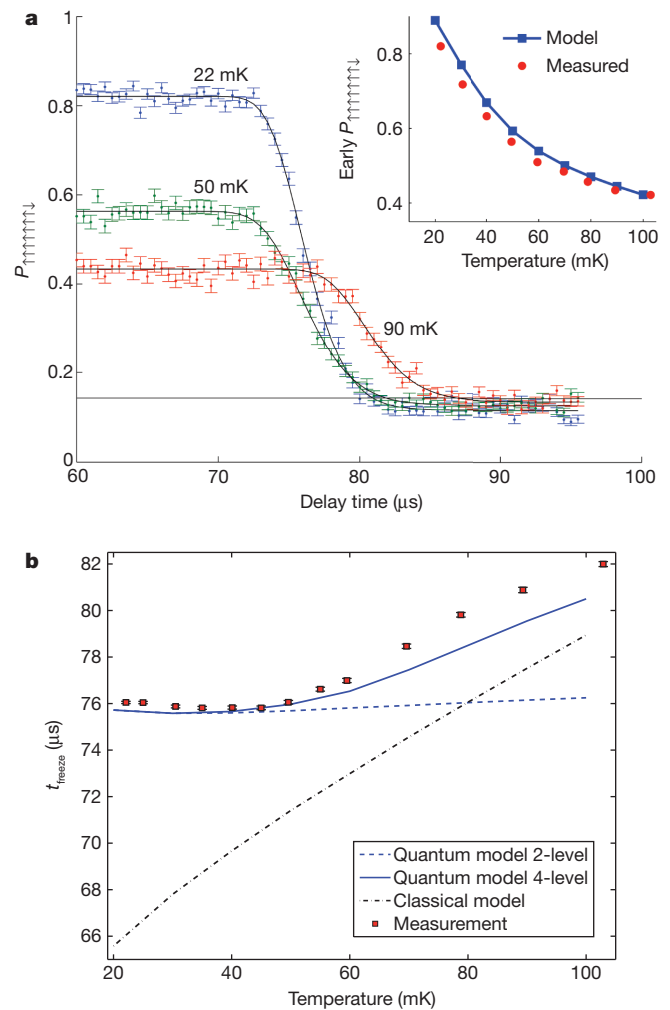 a
1
0.8
0.6
0.4
0.2
0
P↑↑↑↑↑↑↑↓
22 mK
50 mK
90 mK
60
70
80
90
100
Delay time (μs)
Model
Measured
0.8
0.6
0.4
Early P↑↑↑↑↑↑↑↓
20
40
60
80
100
Temperature (mK)
b
82
80
78
76
74
72
70
68
66
t_freeze (μs)
Quantum model 2-level
Quantum model 4-level
Classical model
Measurement
20
40
60
80
100
Temperature (mK)